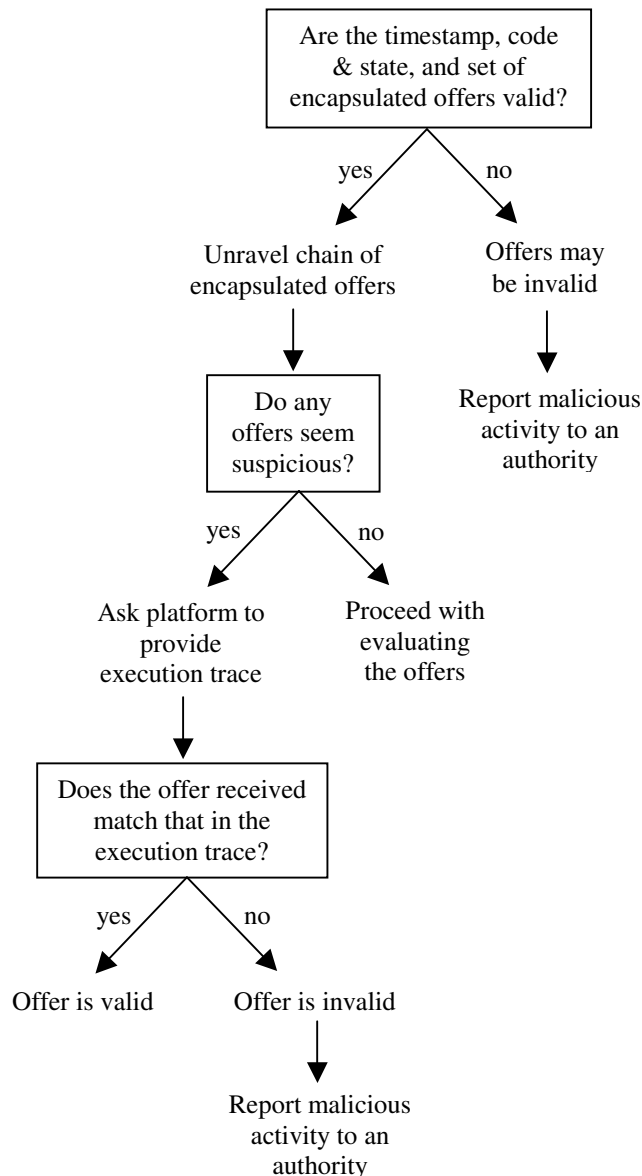 Are the timestamp, code
& state, and set of
encapsulated offers valid?
yes
no
Unravel chain of
encapsulated offers
Offers may
be invalid
Do any
offers seem
suspicious?
Report malicious
activity to an
authority
yes
no
Ask platform to
provide
execution trace
Proceed with
evaluating
the offers
Does the offer received
match that in the
execution trace?
yes
no
Offer is valid
Offer is invalid
Report malicious
activity to an
authority